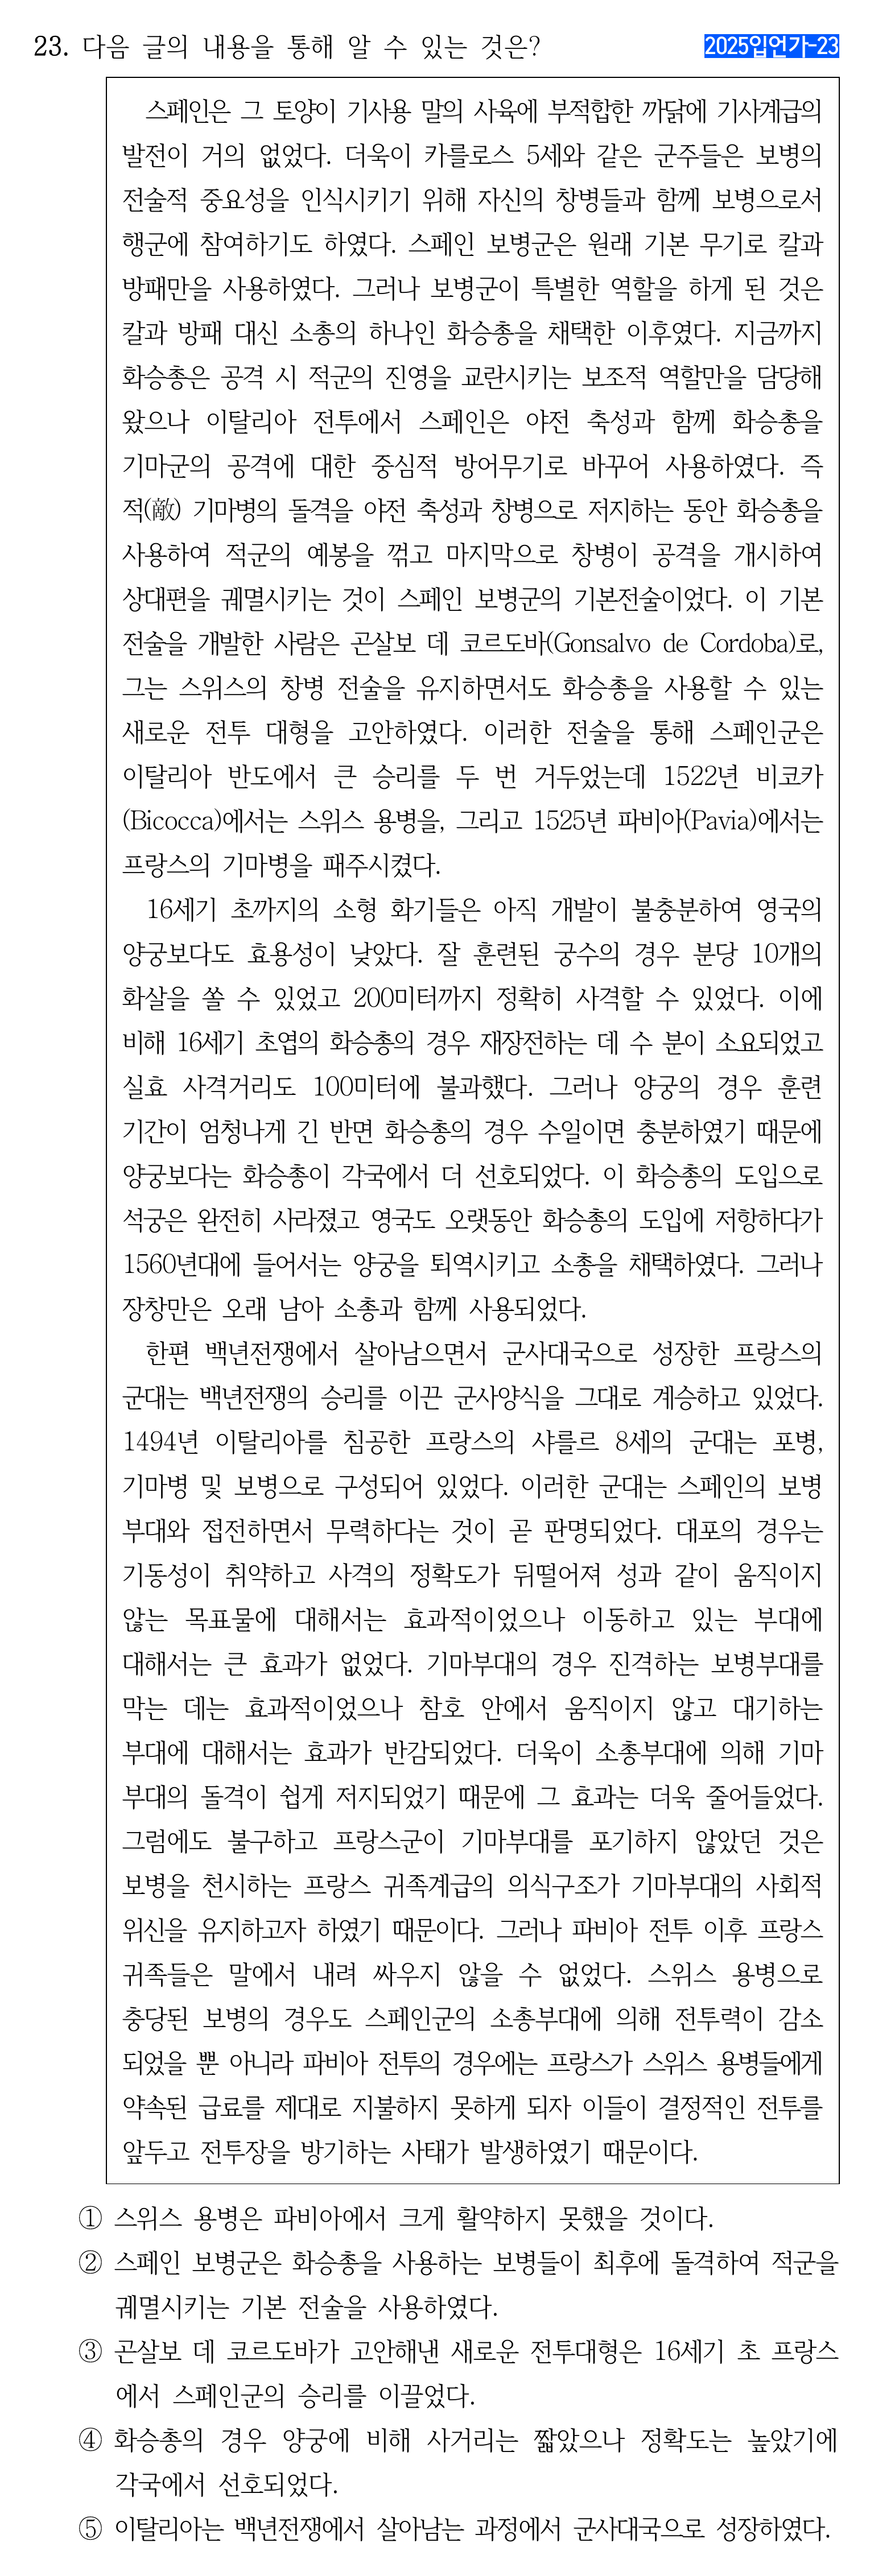 23. 다음 글의 내용을 통해 알 수 있는 것은? 2025입언가-23
스페인은 그 토양이 기사용 말의 사육에 부적합한 까닭에 기사계급의
발전이 거의 없었다. 더욱이 카를로스 5세와 같은 군주들은 보병의
전술적 중요성을 인식시키기 위해 자신의 창병들과 함께 보병으로서
행군에 참여하기도 하였다. 스페인 보병군은 원래 기본 무기로 칼과
방패만을 사용하였다. 그러나 보병군이 특별한 역할을 하게 된 것은
칼과 방패 대신 소총의 하나인 화승총을 채택한 이후였다. 지금까지
화승총은 공격 시 적군의 진영을 교란시키는 보조적 역할만을 담당해
왔으나 이탈리아 전투에서 스페인은 야전 축성과 함께 화승총을
기마군의 공격에 대한 중심적 방어무기로 바꾸어 사용하였다. 즉
적(敵) 기마병의 돌격을 야전 축성과 창병으로 저지하는 동안 화승총을
사용하여 적군의 예봉을 꺾고 마지막으로 창병이 공격을 개시하여
상대편을 궤멸시키는 것이 스페인 보병군의 기본전술이었다. 이 기본
전술을 개발한 사람은 곤살보 데 코르도바(Gonsalvo de Cordoba)로,
그는 스위스의 창병 전술을 유지하면서도 화승총을 사용할 수 있는
새로운 전투 대형을 고안하였다. 이러한 전술을 통해 스페인군은
이탈리아 반도에서 큰 승리를 두 번 거두었는데 1522년 비코카
(Bicocca)에서는 스위스 용병을, 그리고 1525년 파비아(Pavia)에서는
프랑스의 기마병을 패주시켰다.
16세기 초까지의 소형 화기들은 아직 개발이 불충분하여 영국의
양궁보다도 효용성이 낮았다. 잘 훈련된 궁수의 경우 분당 10개의
화살을 쏠 수 있었고 200미터까지 정확히 사격할 수 있었다. 이에
비해 16세기 초엽의 화승총의 경우 재장전하는 데 수 분이 소요되었고
실효 사격거리도 100미터에 불과했다. 그러나 양궁의 경우 훈련
기간이 엄청나게 긴 반면 화승총의 경우 수일이면 충분하였기 때문에
양궁보다는 화승총이 각국에서 더 선호되었다. 이 화승총의 도입으로
석궁은 완전히 사라졌고 영국도 오랫동안 화승총의 도입에 저항하다가
1560년대에 들어서는 양궁을 퇴역시키고 소총을 채택하였다. 그러나
장창만은 오래 남아 소총과 함께 사용되었다.
한편 백년전쟁에서 살아남으면서 군사대국으로 성장한 프랑스의
군대는 백년전쟁의 승리를 이끈 군사양식을 그대로 계승하고 있었다.
1494년 이탈리아를 침공한 프랑스의 샤를르 8세의 군대는 포병,
기마병 및 보병으로 구성되어 있었다. 이러한 군대는 스페인의 보병
부대와 접전하면서 무력하다는 것이 곧 판명되었다. 대포의 경우는
기동성이 취약하고 사격의 정확도가 뒤떨어져 성과 같이 움직이지
않는 목표물에 대해서는 효과적이었으나 이동하고 있는 부대에
대해서는 큰 효과가 없었다. 기마부대의 경우 진격하는 보병부대를
막는 데는 효과적이었으나 참호 안에서 움직이지 않고 대기하는
부대에 대해서는 효과가 반감되었다. 더욱이 소총부대에 의해 기마
부대의 돌격이 쉽게 저지되었기 때문에 그 효과는 더욱 줄어들었다.
그럼에도 불구하고 프랑스군이 기마부대를 포기하지 않았던 것은
보병을 천시하는 프랑스 귀족계급의 의식구조가 기마부대의 사회적
위신을 유지하고자 하였기 때문이다. 그러나 파비아 전투 이후 프랑스
귀족들은 말에서 내려 싸우지 않을 수 없었다. 스위스 용병으로
충당된 보병의 경우도 스페인군의 소총부대에 의해 전투력이 감소
되었을 뿐 아니라 파비아 전투의 경우에는 프랑스가 스위스 용병들에게
약속된 급료를 제대로 지불하지 못하게 되자 이들이 결정적인 전투를
앞두고 전투장을 방기하는 사태가 발생하였기 때문이다.
① 스위스 용병은 파비아에서 크게 활약하지 못했을 것이다.
② 스페인 보병군은 화승총을 사용하는 보병들이 최후에 돌격하여 적군을
궤멸시키는 기본 전술을 사용하였다.
③ 곤살보 데 코르도바가 고안해낸 새로운 전투대형은 16세기 초 프랑스
에서 스페인군의 승리를 이끌었다.
④ 화승총의 경우 양궁에 비해 사거리는 짧았으나 정확도는 높았기에
각국에서 선호되었다.
⑤ 이탈리아는 백년전쟁에서 살아남는 과정에서 군사대국으로 성장하였다.